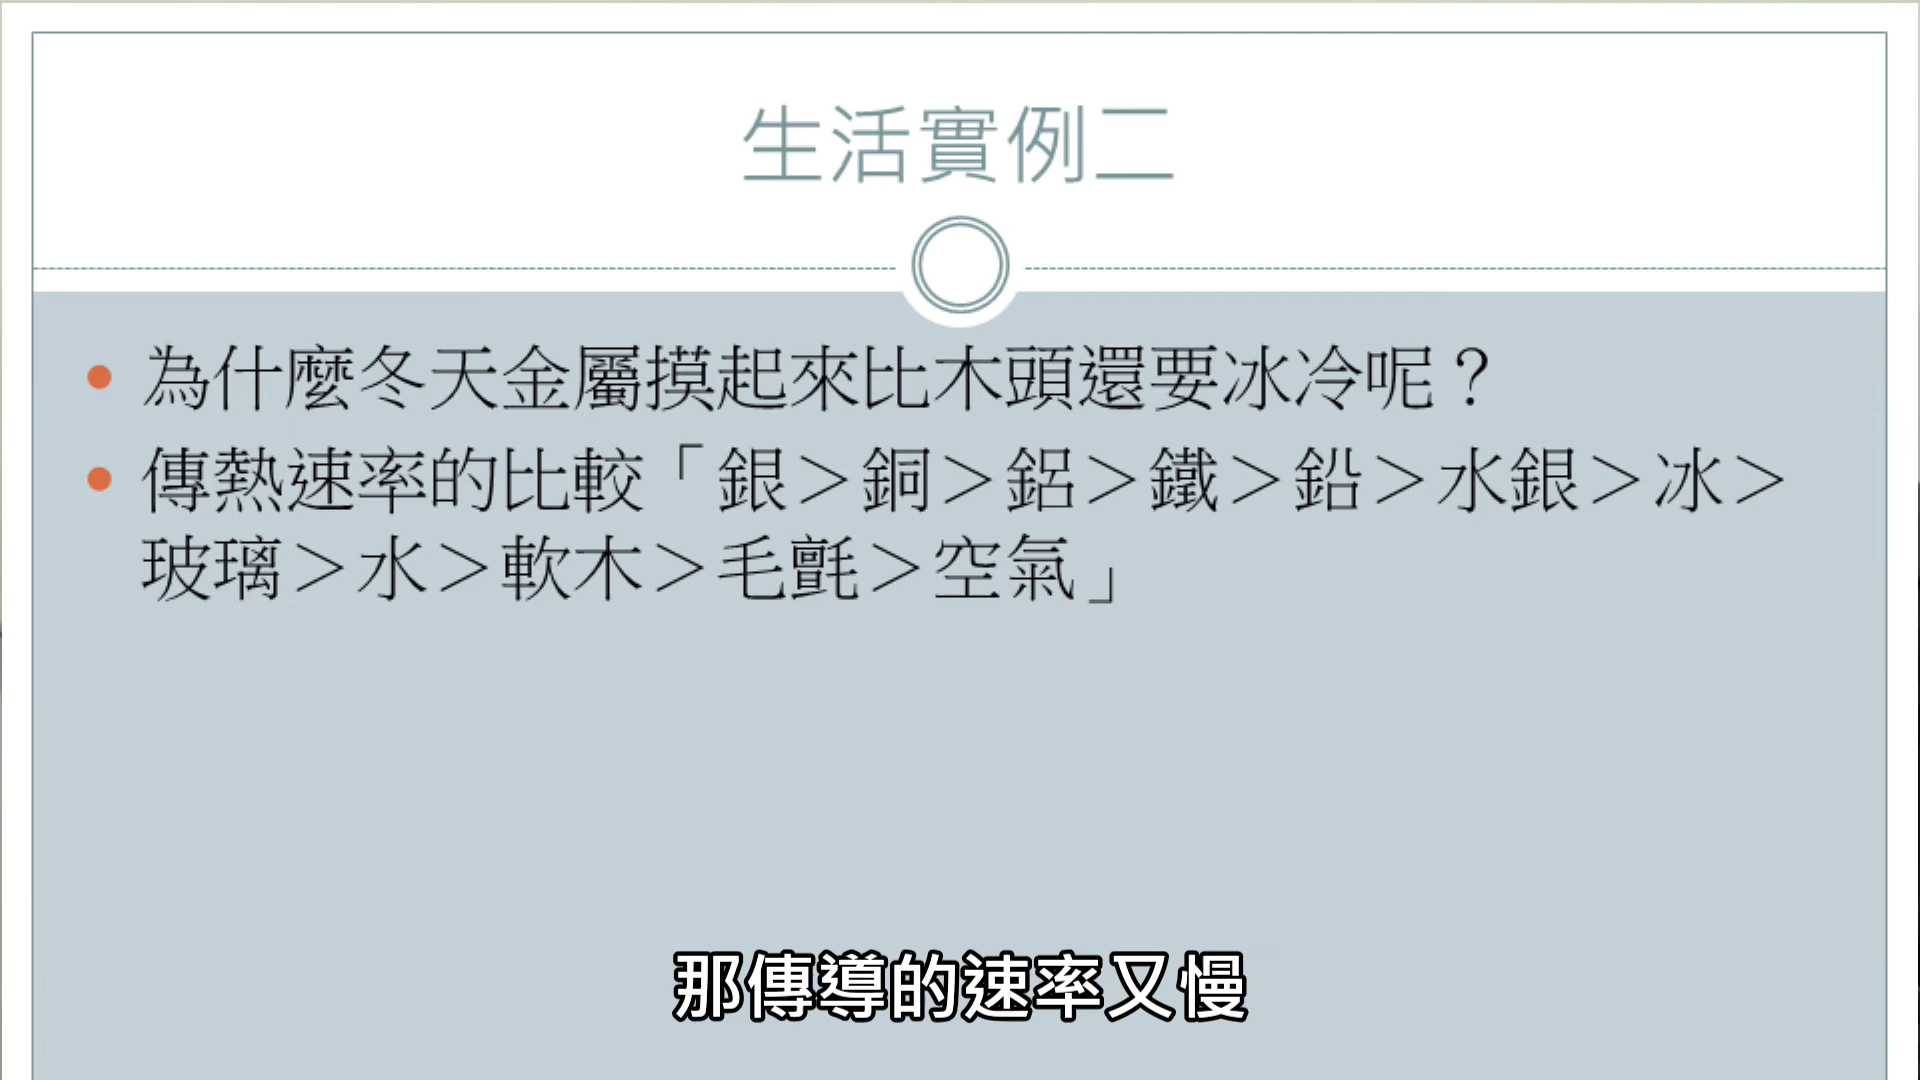 生活實例二
為什麼冬天金屬摸起來比木頭還要冰冷呢？
傳熱速率的比較「銀＞銅＞鋁＞鐵＞鉛＞水銀＞冰＞
玻璃＞水＞軟木＞毛氈＞空氣」
那傳導的速率又慢